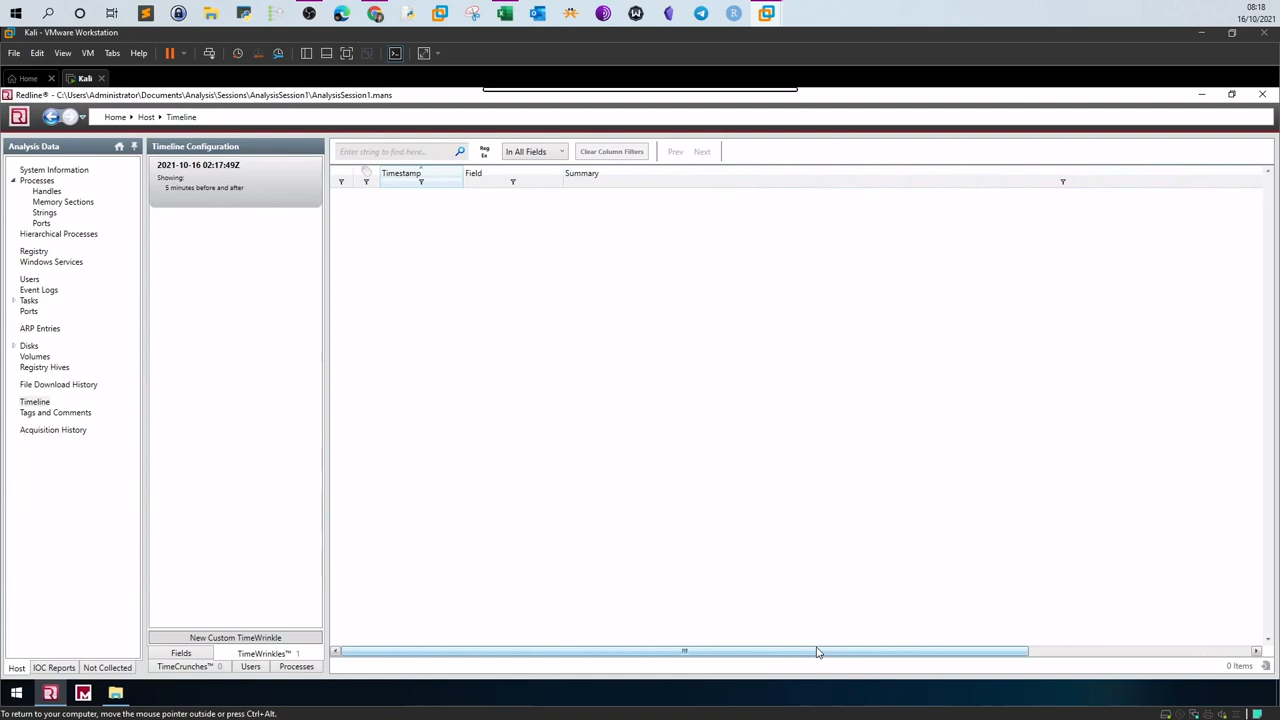 08:18
16/10/2021
Kali - VMware Workstation
File Edit View VM Tabs Help
Home Kali
Redline® - C:\Users\Administrator\Documents\Analysis\Sessions\AnalysisSession1\AnalysisSession1.mans
Home Host Timeline
Analysis Data
System Information
Processes
Handles
Memory Sections
Strings
Ports
Hierarchical Processes
Registry
Windows Services
Users
Event Logs
Tasks
Ports
ARP Entries
Disks
Volumes
Registry Hives
File Download History
Timeline
Tags and Comments
Acquisition History
Host IOC Reports Not Collected
Timeline Configuration
2021-10-16 02:17:49Z
Showing:
5 minutes before and after
New Custom TimeWrinkle
Fields TimeWrinkles™ 1
TimeCrunches™ 0 Users Processes
Enter string to find here... Reg Ex In All Fields Clear Column Filters Prev Next
Timestamp Field Summary
0 Items
To return to your computer, move the mouse pointer outside or press Ctrl+Alt.